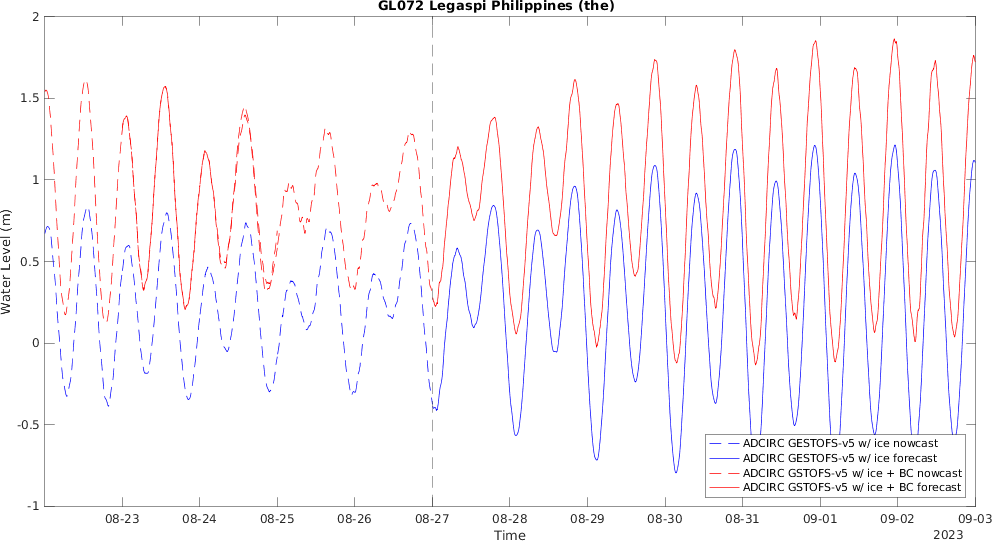 GL072 Legaspi Philippines (the)
2
1.5
1
0.5
0
-0.5
-1
Water Level (m)
ADCIRC GESTOFS-v5 w/ ice nowcast
ADCIRC GESTOFS-v5 w/ ice forecast
ADCIRC GSTOFS-v5 w/ ice + BC nowcast
ADCIRC GSTOFS-v5 w/ ice + BC forecast
08-23 08-24 08-25 08-26 08-27 08-28 08-29 08-30 08-31 09-01 09-02 09-03
Time
2023